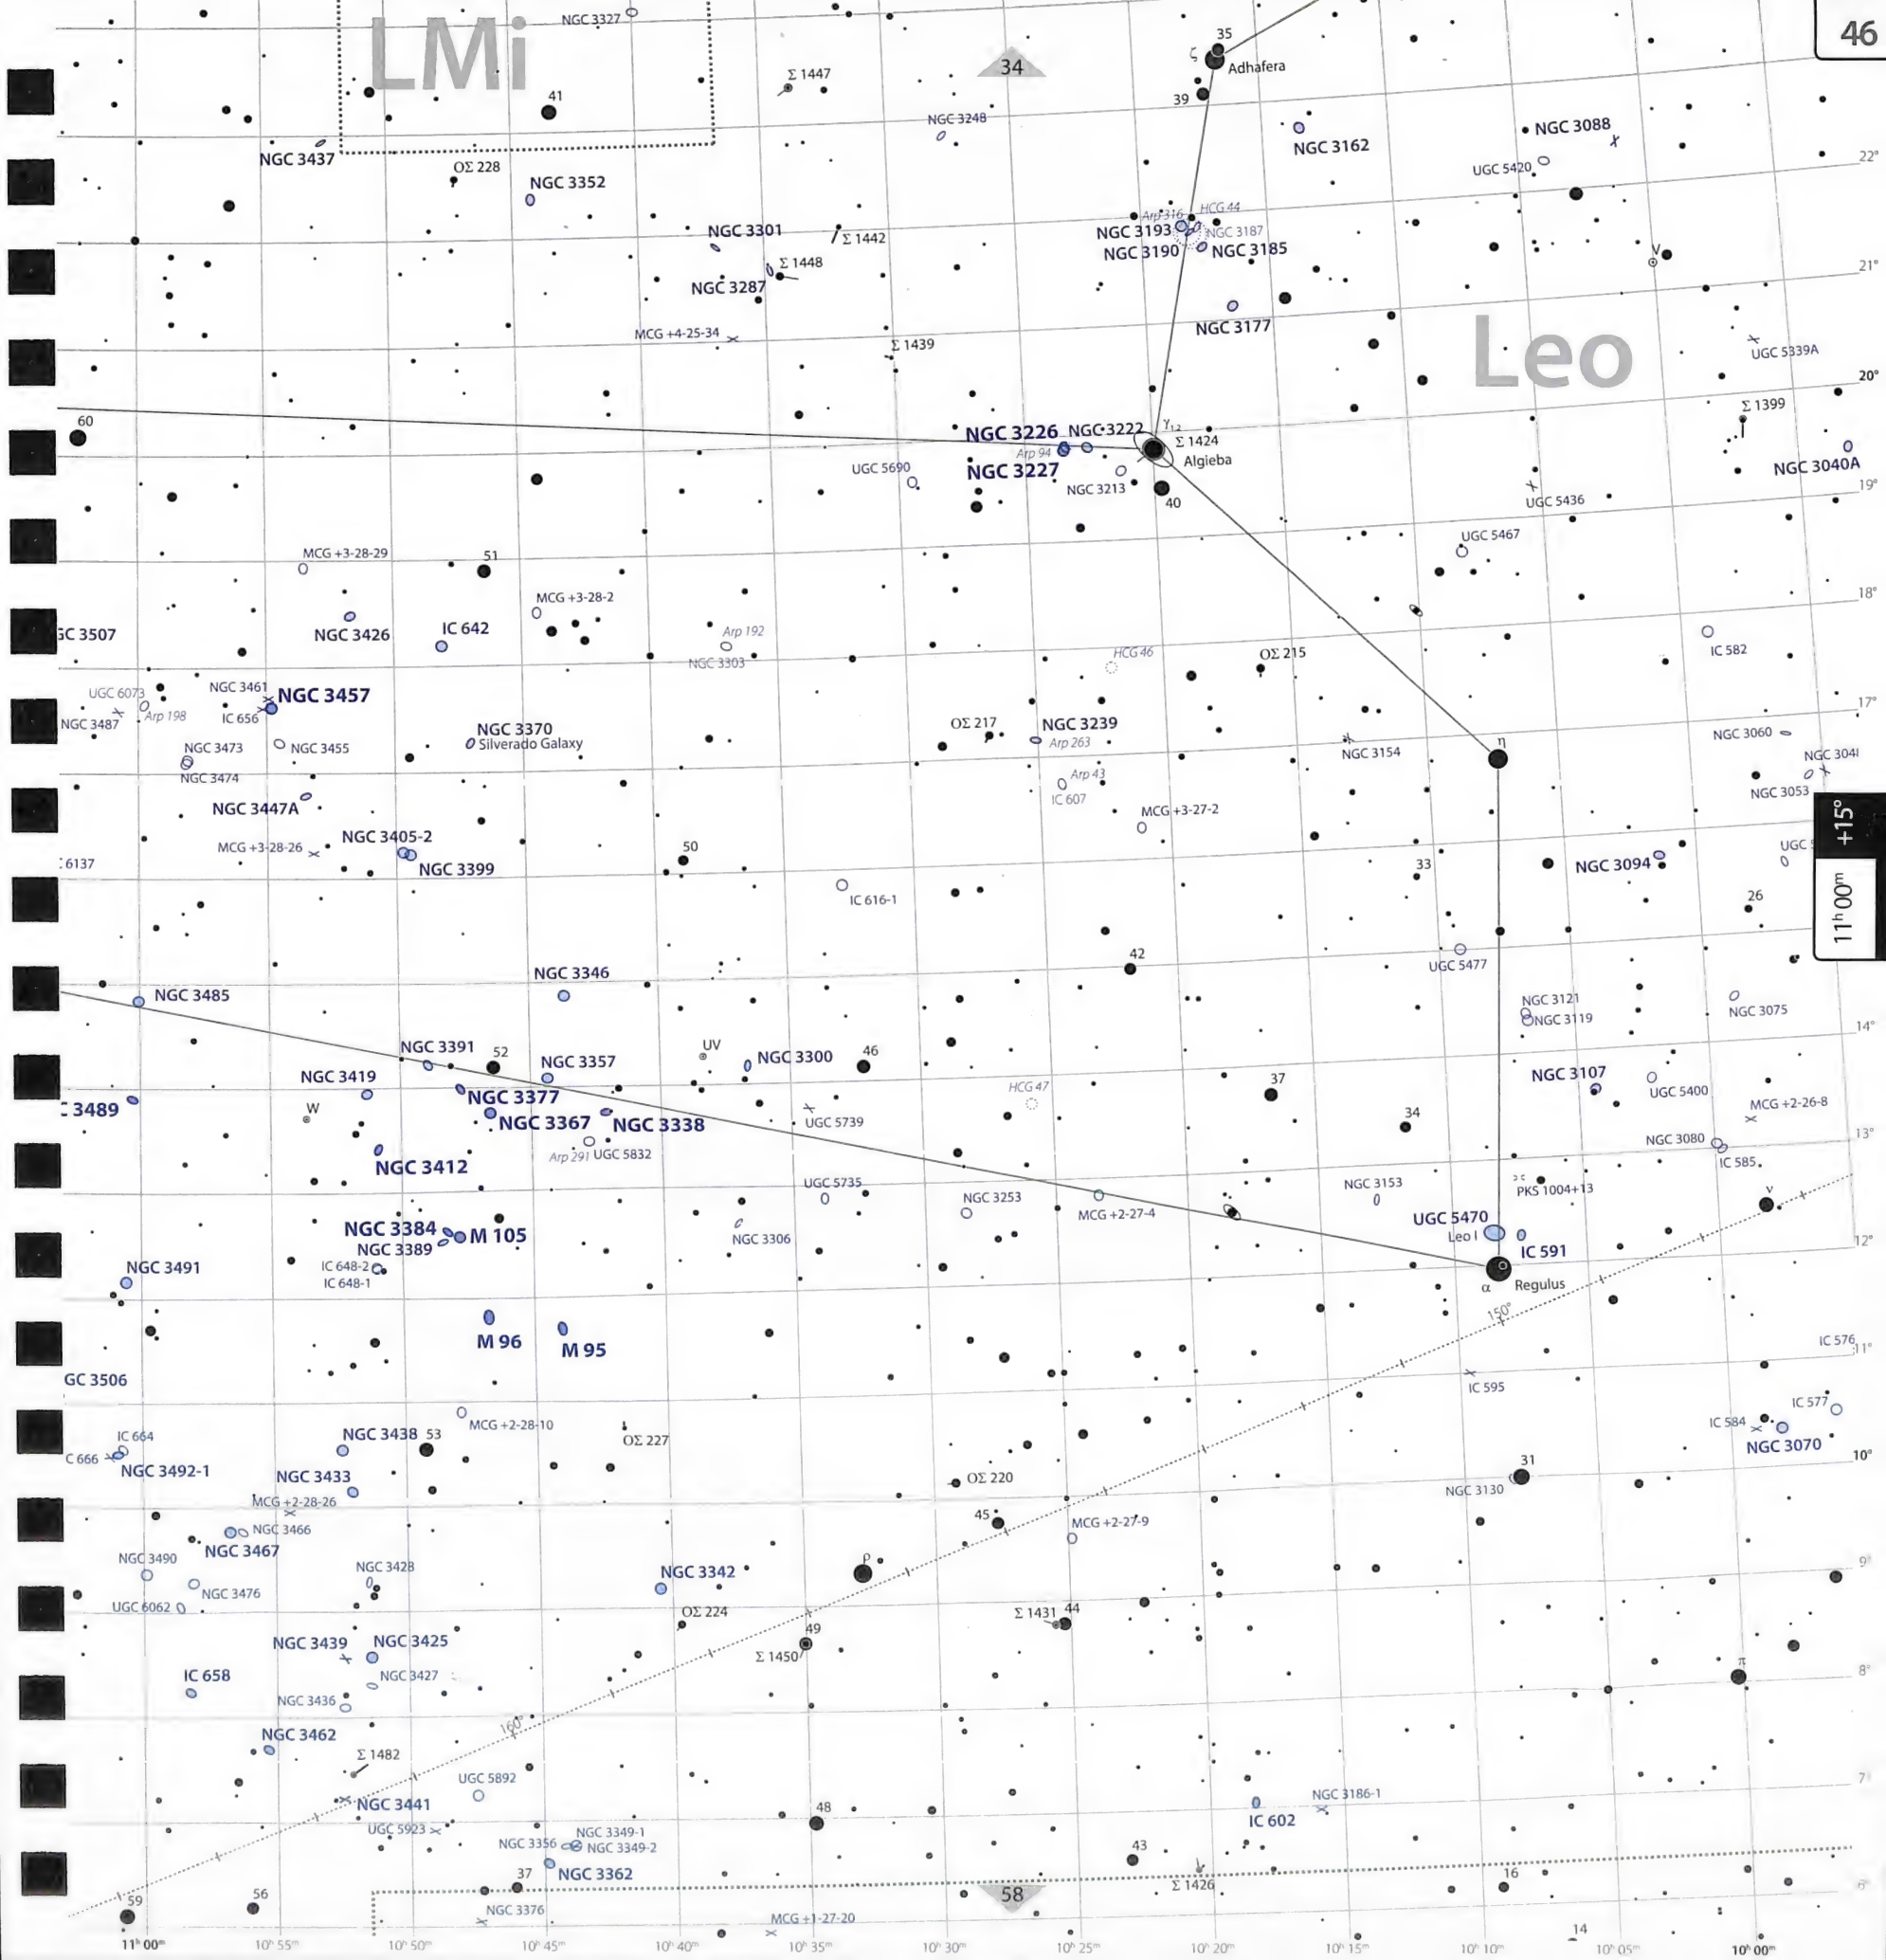 NGC 3327
LMi
46
35
34
ζ
Adhafera
Σ 1447
39
41
NGC 3248
NGC 3088
NGC 3162
NGC 3437
22°
UGC 5420
OΣ 228
NGC 3352
HCG 44
Arp 316
NGC 3301
NGC 3193
NGC 3187
Σ 1442
NGC 3190
NGC 3185
V
Σ 1448
21°
NGC 3287
NGC 3177
MCG +4-25-34
Σ 1439
Leo
UGC 5339A
20°
Σ 1399
60
γ1,2
NGC 3226
NGC 3222
Σ 1424
Arp 94
Algieba
UGC 5690
NGC 3227
NGC 3040A
NGC 3213
19°
40
UGC 5436
UGC 5467
MCG +3-28-29
51
18°
MCG +3-28-2
GC 3507
NGC 3426
IC 642
Arp 192
NGC 3303
IC 582
HCG 46
OΣ 215
NGC 3461
UGC 6073
NGC 3457
17°
Arp 198
IC 656
NGC 3487
OΣ 217
NGC 3239
NGC 3370
Silverado Galaxy
Arp 263
NGC 3060
NGC 3473
NGC 3455
NGC 3154
η
NGC 304
NGC 3474
Arp 43
IC 607
NGC 3053
NGC 3447A
MCG +3-27-2
+15°
NGC 3405-2
MCG +3-28-26
UGC
6137
NGC 3399
50
33
NGC 3094
IC 616-1
26
11h 00m
42
UGC 5477
NGC 3346
NGC 3485
NGC 3121
NGC 3119
NGC 3075
14°
NGC 3391
52
UV
46
NGC 3357
NGC 3300
NGC 3419
NGC 3107
37
HCG 47
UGC 5400
NGC 3377
MCG +2-26-8
3489
W
34
NGC 3367
NGC 3338
UGC 5739
13°
NGC 3080
Arp 291
UGC 5832
NGC 3412
IC 585
UGC 5735
NGC 3153
PKS 1004+13
ν
NGC 3253
MCG +2-27-4
UGC 5470
NGC 3384
M 105
Leo I
NGC 3389
NGC 3306
IC 591
12°
IC 648-2
NGC 3491
IC 648-1
α
Regulus
150°
M 96
M 95
IC 576
11°
GC 3506
IC 595
IC 577
MCG +2-28-10
IC 584
IC 664
NGC 3438
53
OΣ 227
NGC 3070
C 666
10°
NGC 3492-1
NGC 3433
OΣ 220
31
NGC 3130
MCG +2-28-26
45
MCG +2-27-9
NGC 3466
NGC 3467
NGC 3490
NGC 3428
ρ
9°
NGC 3342
NGC 3476
UGC 6062
OΣ 224
Σ 1431
44
49
NGC 3439
NGC 3425
Σ 1450
IC 658
NGC 3427
π
8°
NGC 3436
160°
NGC 3462
Σ 1482
UGC 5892
7°
NGC 3186-1
NGC 3441
48
IC 602
UGC 5923
NGC 3349-1
NGC 3356
NGC 3349-2
43
NGC 3362
37
16
Σ 1426
6°
59
56
58
NGC 3376
MCG +1-27-20
14
11h 00m
10h 55m
10h 50m
10h 45m
10h 40m
10h 35m
10h 30m
10h 25m
10h 20m
10h 15m
10h 10m
10h 05m
10h 00m